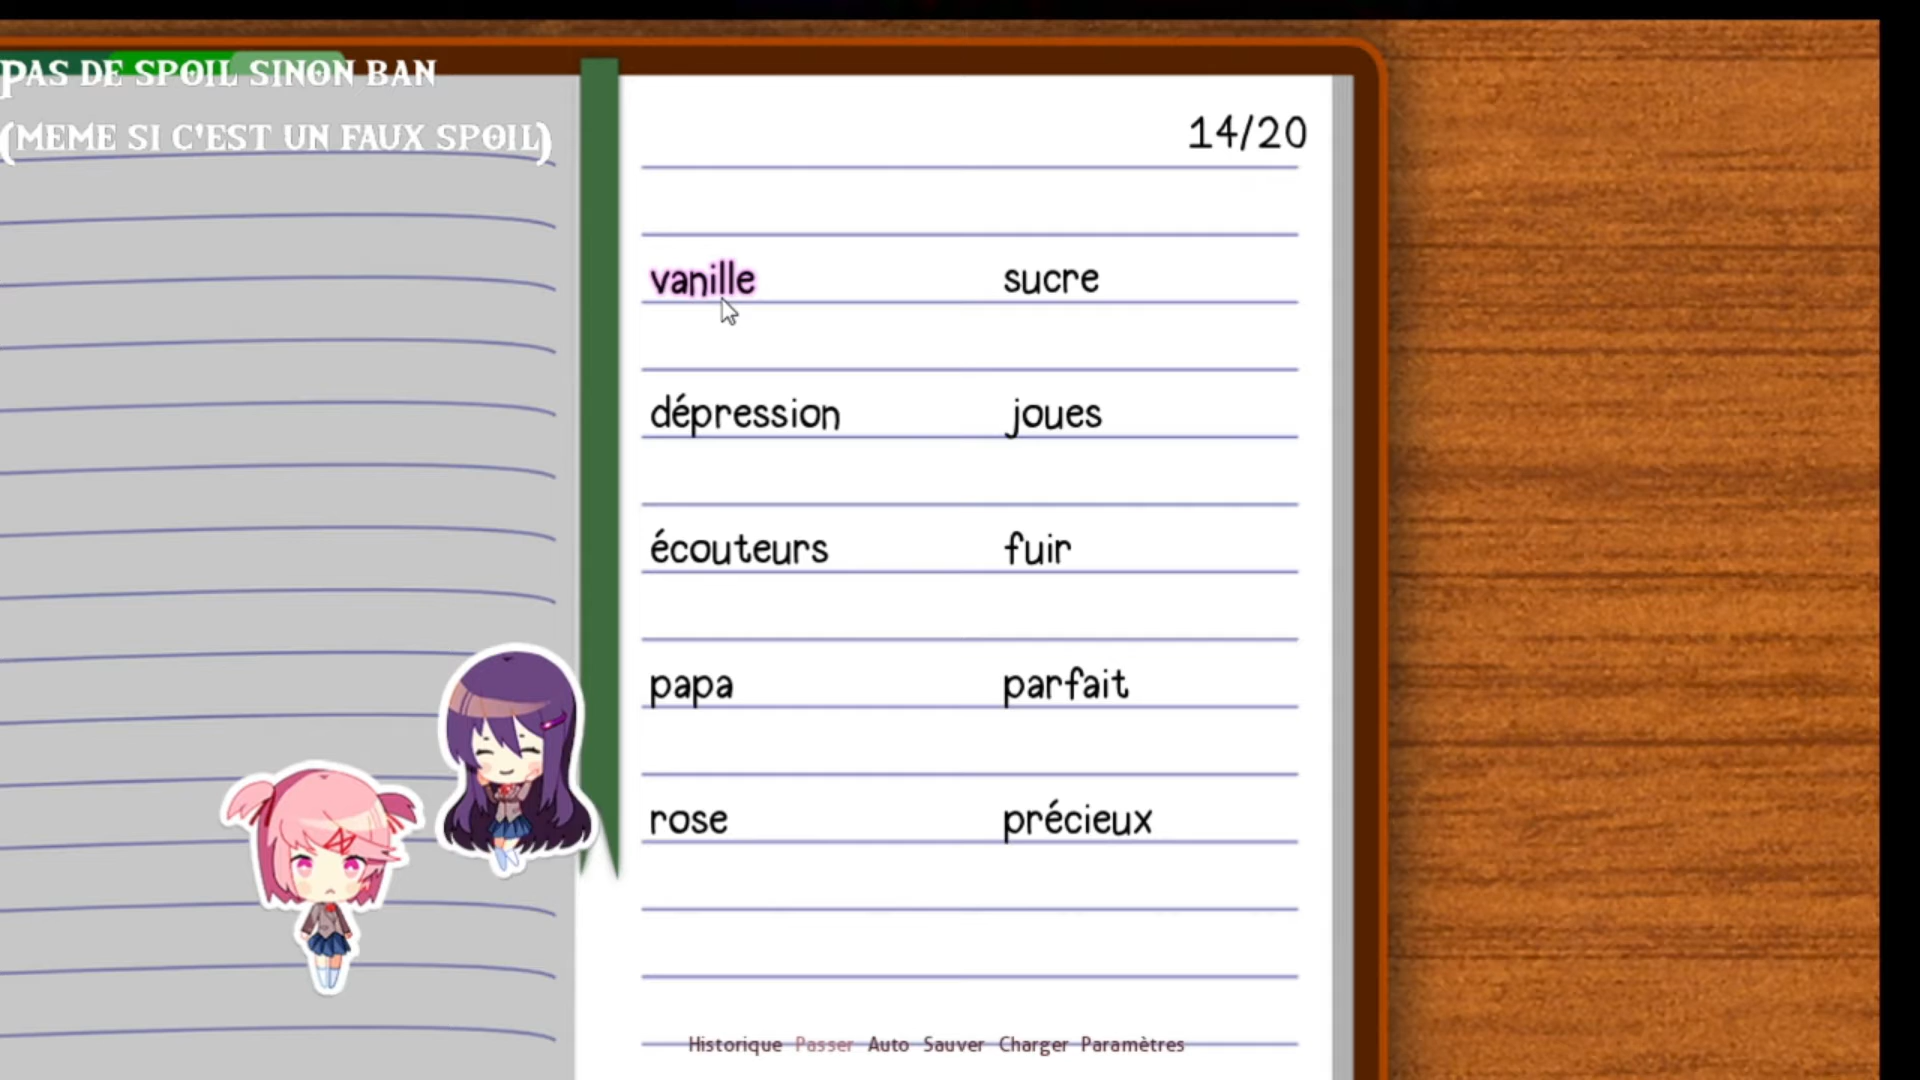 PAS DE SPOIL SINON BAN
(MEME SI C'EST UN FAUX SPOIL)
14/20
vanille sucre
dépression joues
écouteurs fuir
papa parfait
rose précieux
Historique Passer Auto Sauver Charger Paramètres